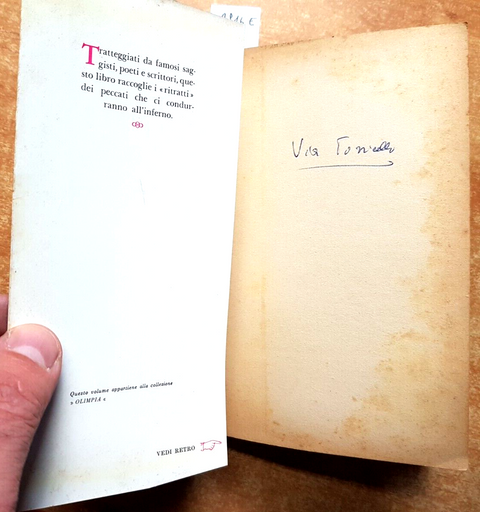 Tratteggiati da famosi sag-
gisti, poeti e scrittori, que-
sto libro raccoglie i «ritratti»
dei peccati che ci condur-
ranno all'inferno.
Questo volume appartiene alla collezione
« OLIMPIA »
VEDI RETRO